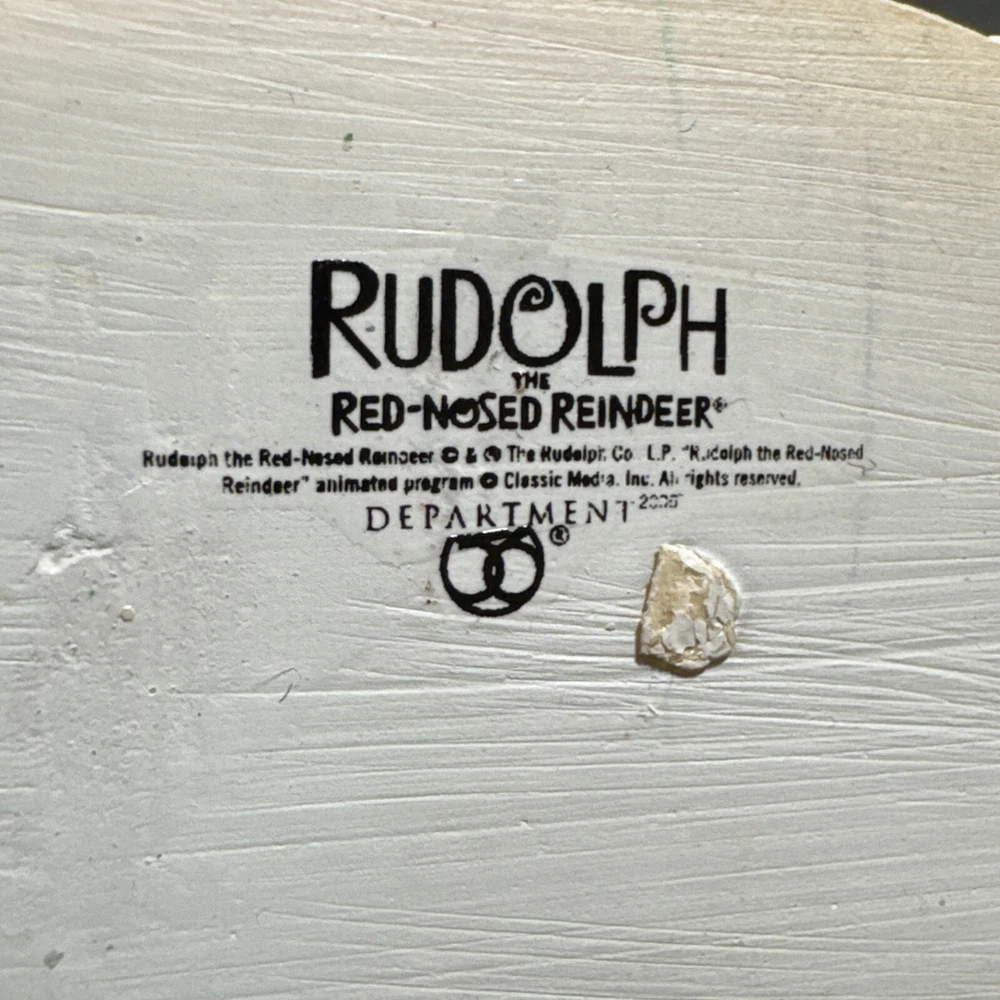 RUDOLPH
THE
RED-NOSED REINDEER®
Rudolph the Red-Nosed Reindeer © & ® The Rudolph Co. L.P. "Rudolph the Red-Nosed
Reindeer" animated program © Classic Media, Inc. All rights reserved.
DEPARTMENT
56®